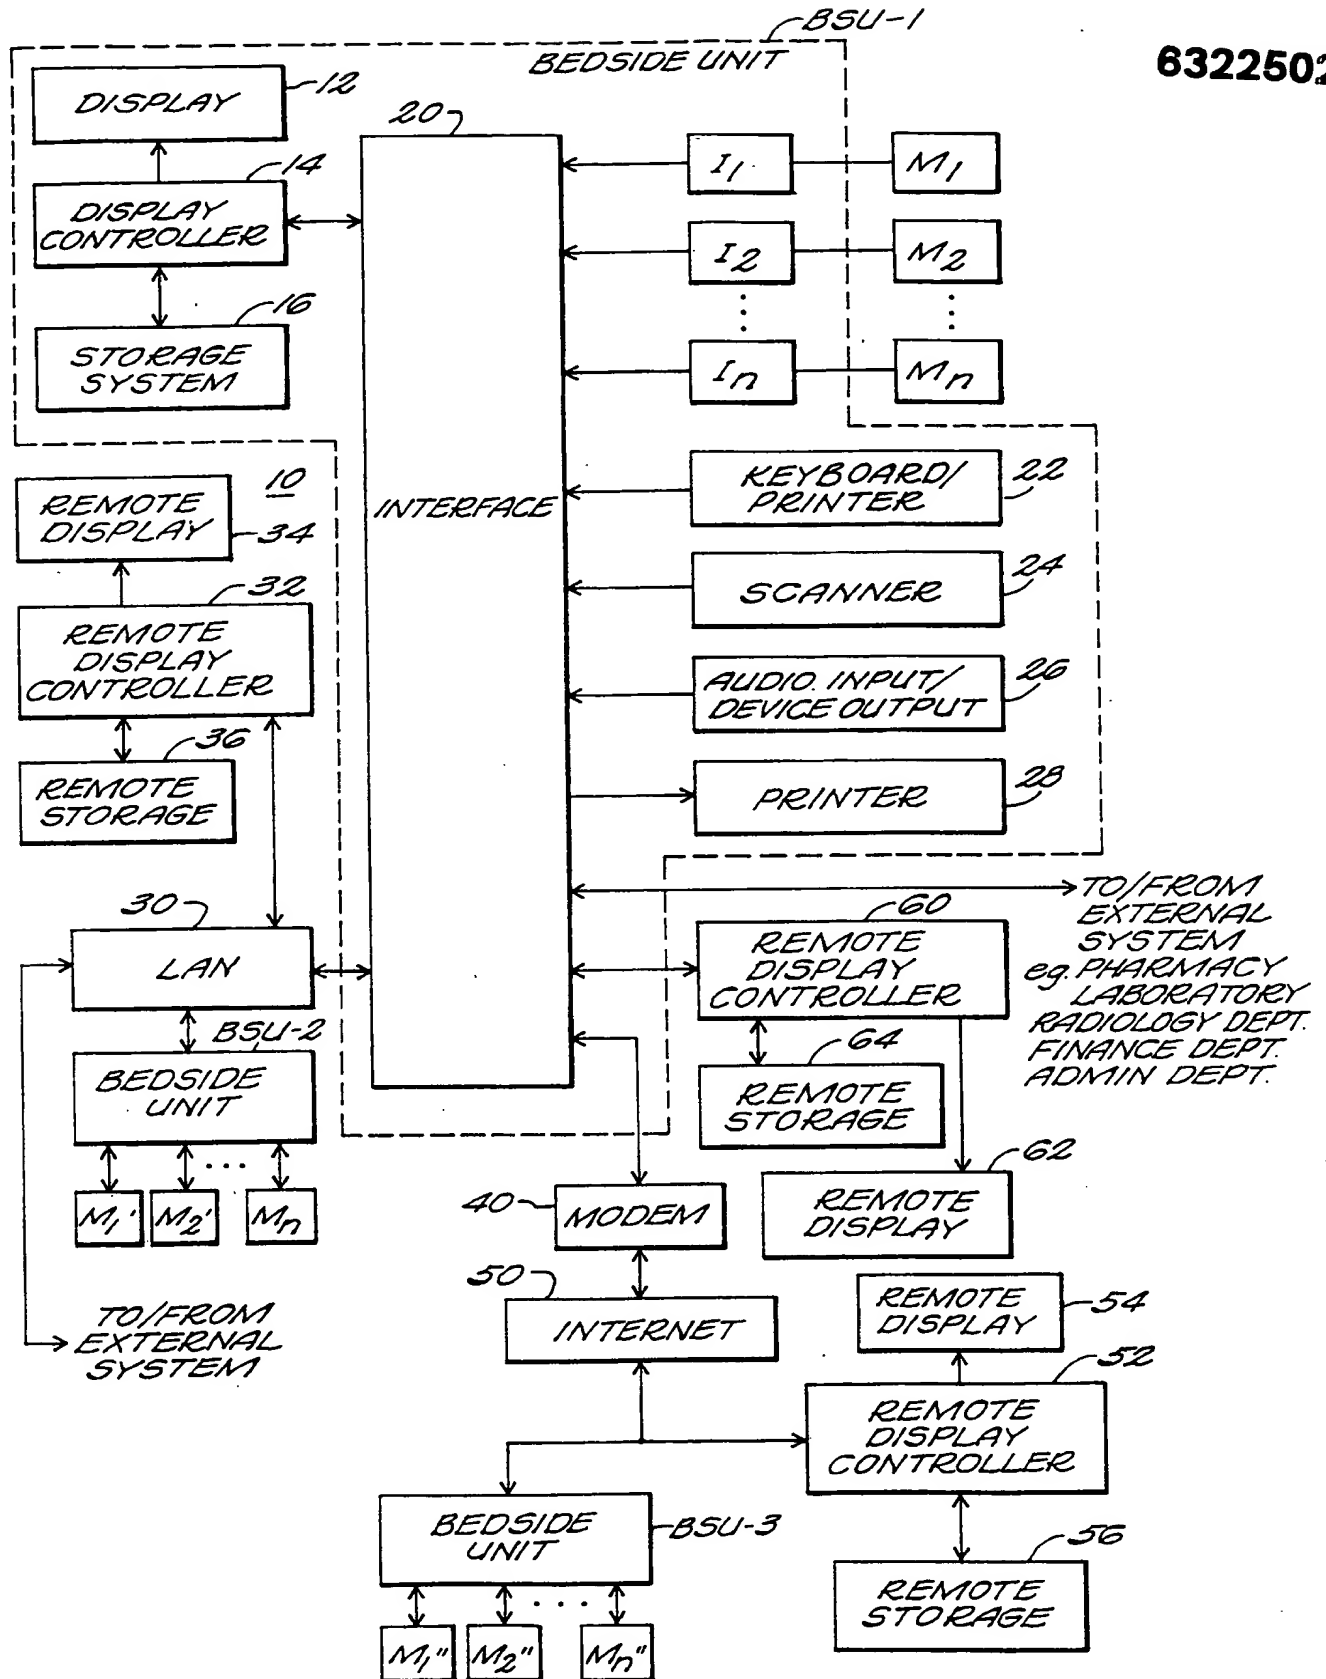 BSU-1
BEDSIDE UNIT
6322502
DISPLAY
12
20
14
DISPLAY
CONTROLLER
16
STORAGE
SYSTEM
I1
M1
I2
M2
In
Mn
10
INTERFACE
REMOTE
DISPLAY
34
32
REMOTE
DISPLAY
CONTROLLER
36
REMOTE
STORAGE
KEYBOARD/
PRINTER
22
SCANNER
24
AUDIO. INPUT/
DEVICE OUTPUT
26
PRINTER
28
30
LAN
BSU-2
BEDSIDE
UNIT
M1'
M2'
Mn
TO/FROM
EXTERNAL
SYSTEM
TO/FROM
EXTERNAL
SYSTEM
eg. PHARMACY
LABORATORY
RADIOLOGY DEPT.
FINANCE DEPT.
ADMIN DEPT.
60
REMOTE
DISPLAY
CONTROLLER
64
REMOTE
STORAGE
62
REMOTE
DISPLAY
40
MODEM
50
INTERNET
REMOTE
DISPLAY
54
52
REMOTE
DISPLAY
CONTROLLER
56
REMOTE
STORAGE
BEDSIDE
UNIT
BSU-3
M1"
M2"
Mn"